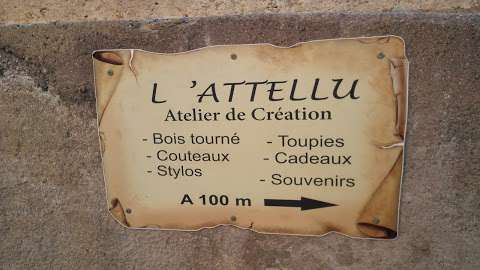 L 'ATTELLU
Atelier de Création
- Bois tourné
- Couteaux
- Stylos
- Toupies
- Cadeaux
- Souvenirs
A 100 m